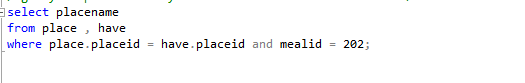 select placename
from place , have
where place.placeid = have.placeid and mealid = 202;